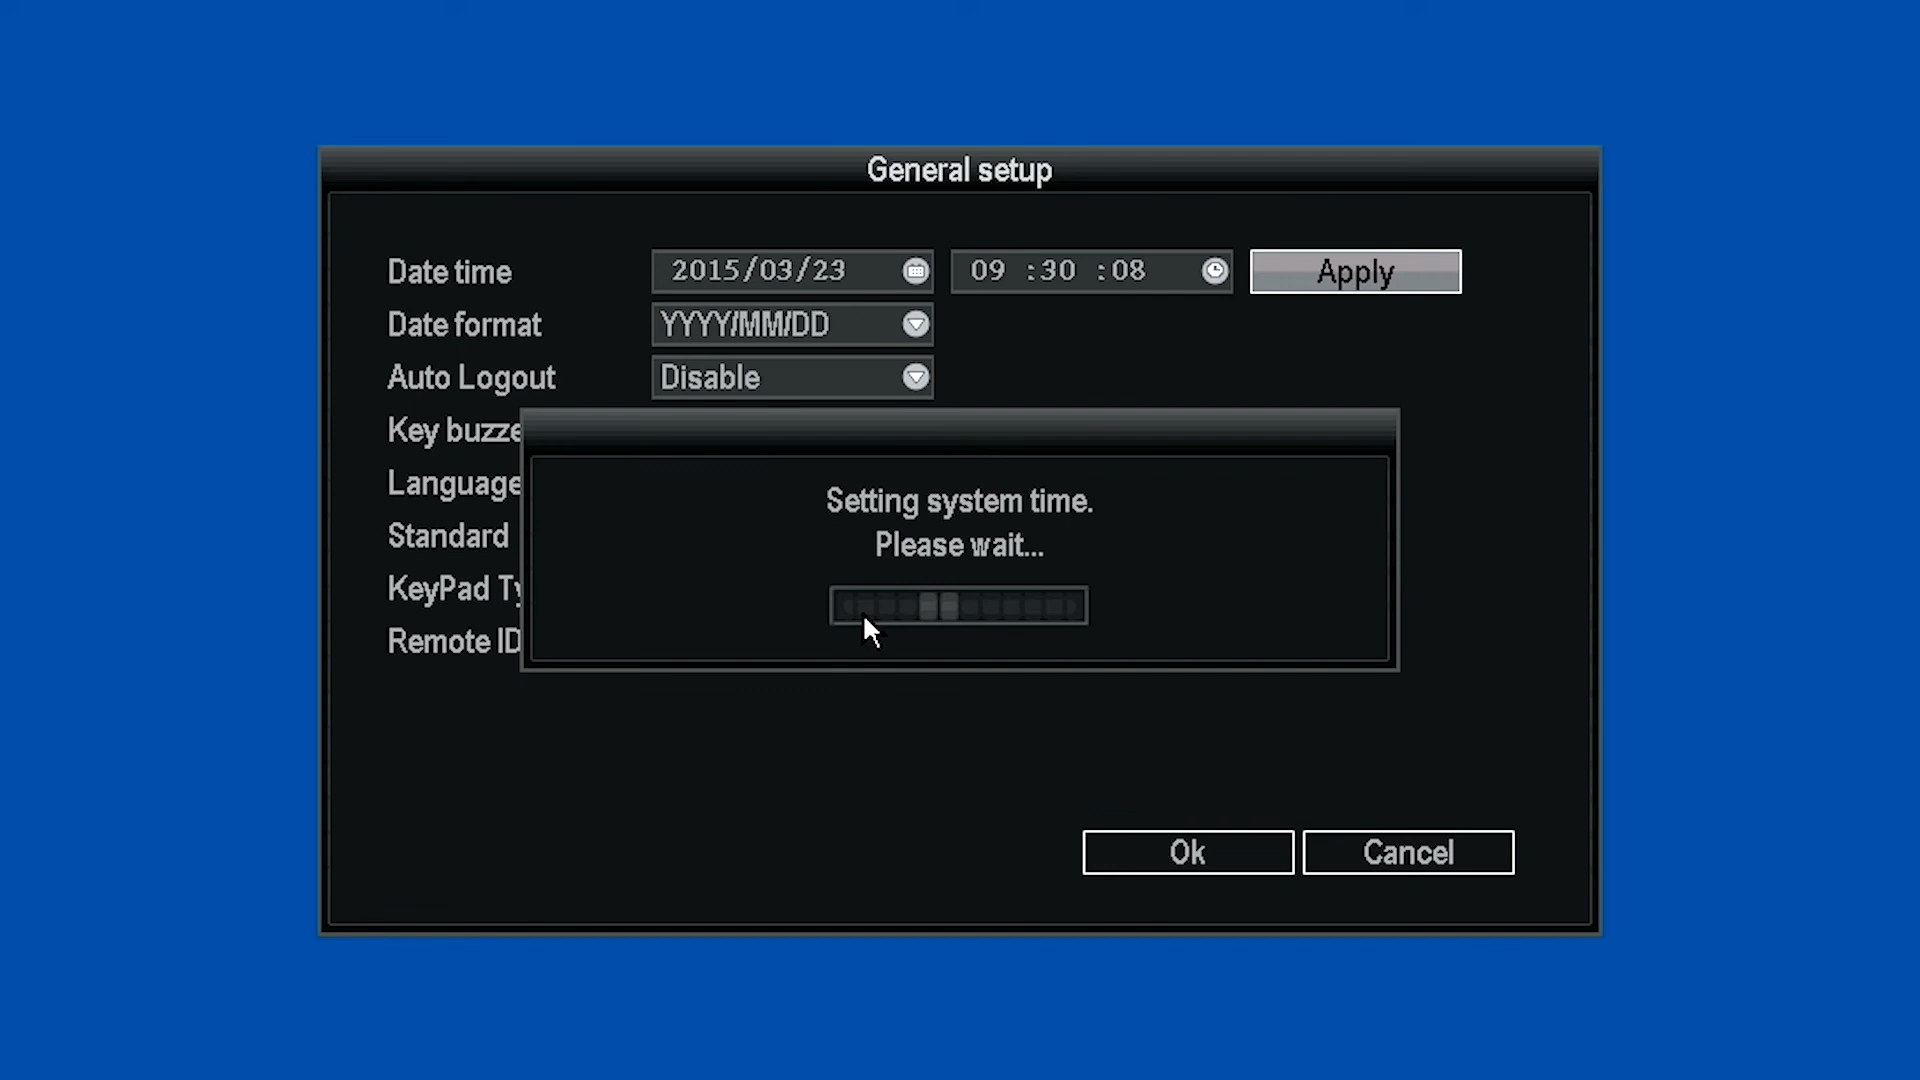 General setup
Date time 2015/03/23 09 :30 :08 Apply
Date format YYYY/MM/DD
Auto Logout Disable
Key buzze
Language
Standard
KeyPad Ty
Remote ID
Setting system time.
Please wait...
Ok Cancel